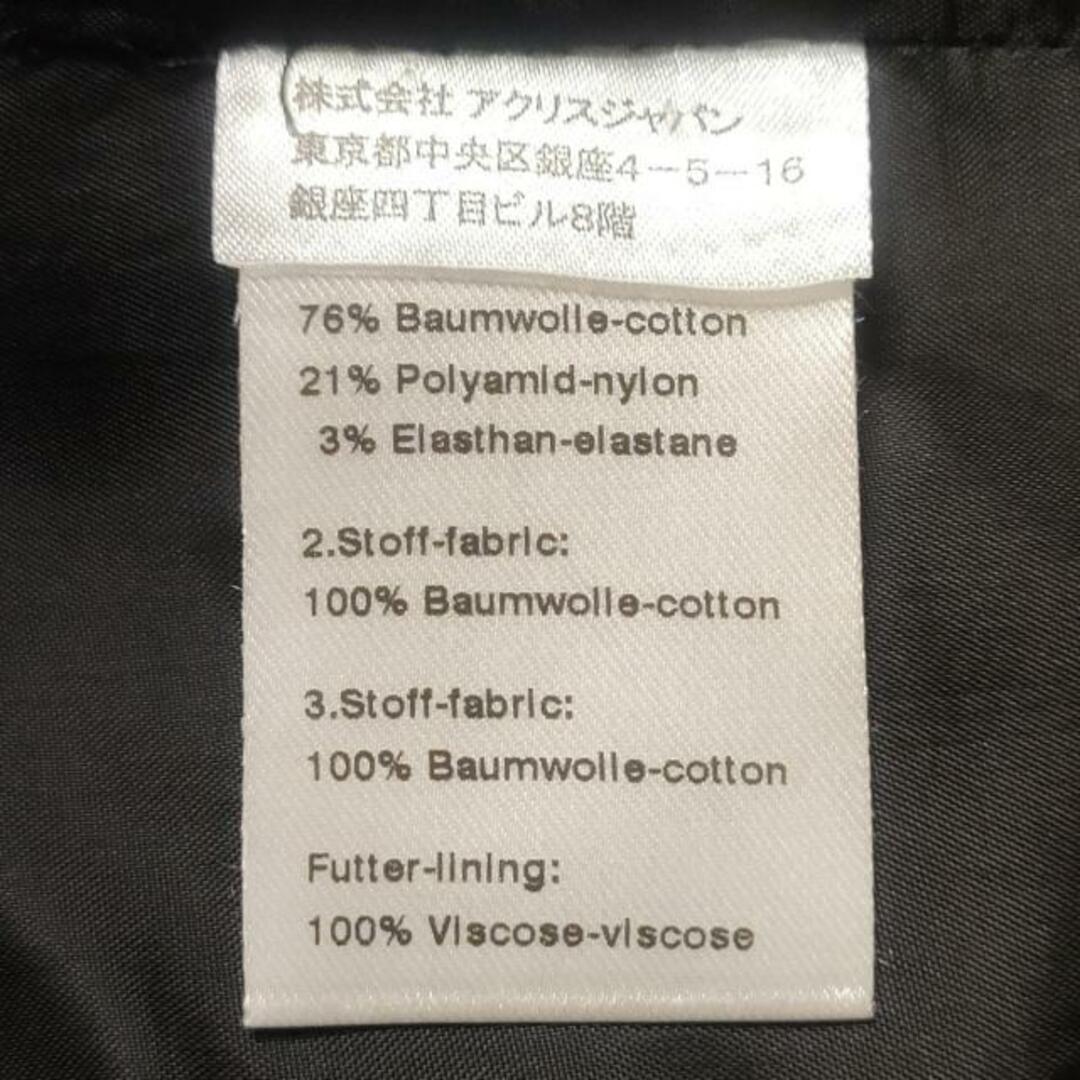 株式会社 アクリスジャパン
東京都中央区銀座4-5-16
銀座四丁目ビル8階
76% Baumwolle-cotton
21% Polyamid-nylon
3% Elasthan-elastane
2.Stoff-fabric:
100% Baumwolle-cotton
3.Stoff-fabric:
100% Baumwolle-cotton
Futter-lining:
100% Viscose-viscose